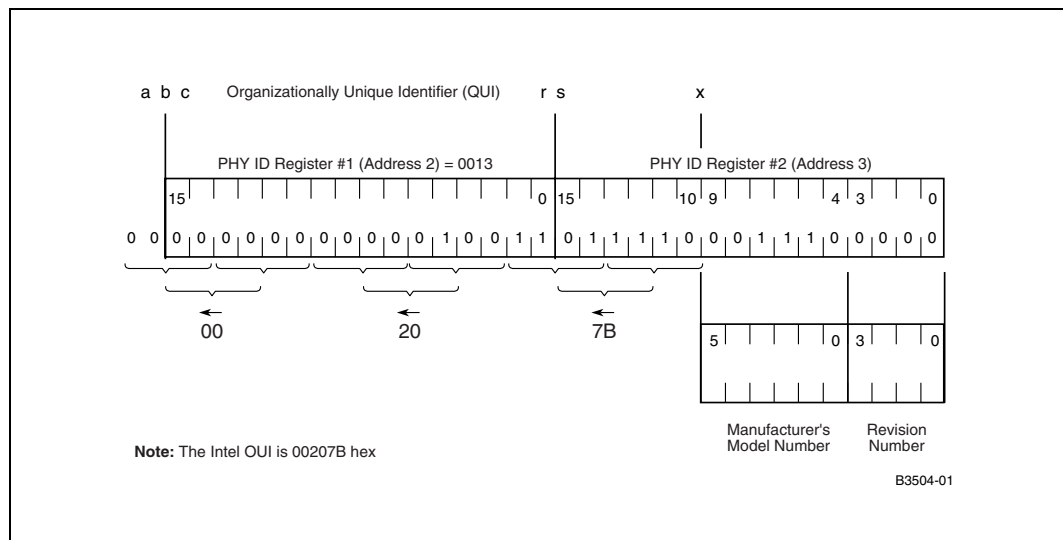 a b c Organizationally Unique Identifier (QUI) r s x
PHY ID Register #1 (Address 2) = 0013 PHY ID Register #2 (Address 3)
15 0 15 10 9 4 3 0
0 0 0 0 0 0 0 0 0 0 0 0 0 1 0 0 1 1 0 1 1 1 1 0 0 0 1 1 1 0 0 0 0 0
00 20 7B
5 0 3 0
Manufacturer's Revision
Model Number Number
Note: The Intel OUI is 00207B hex
B3504-01